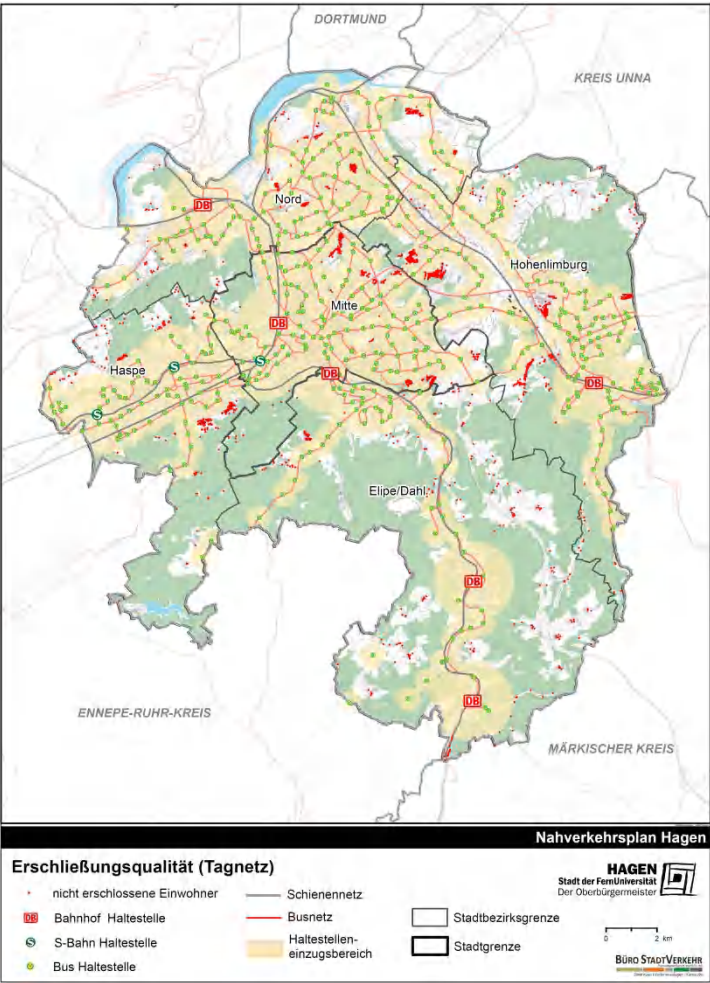 DORTMUND
KREIS UNNA
DB
Nord
Hohenlimburg
Mitte
DB
Haspe
S
S
DB
DB
S
Elipe/Dahl
DB
DB
ENNEPE-RUHR-KREIS
MÄRKISCHER KREIS
Nahverkehrsplan Hagen
Erschließungsqualität (Tagnetz)
nicht erschlossene Einwohner
DB Bahnhof Haltestelle
S S-Bahn Haltestelle
Bus Haltestelle
Schienennetz
Busnetz
Haltestellen-
einzugsbereich
Stadtbezirksgrenze
Stadtgrenze
HAGEN
Stadt der FernUniversität
Der Oberbürgermeister
0 2 km
BÜRO STADTVERKEHR